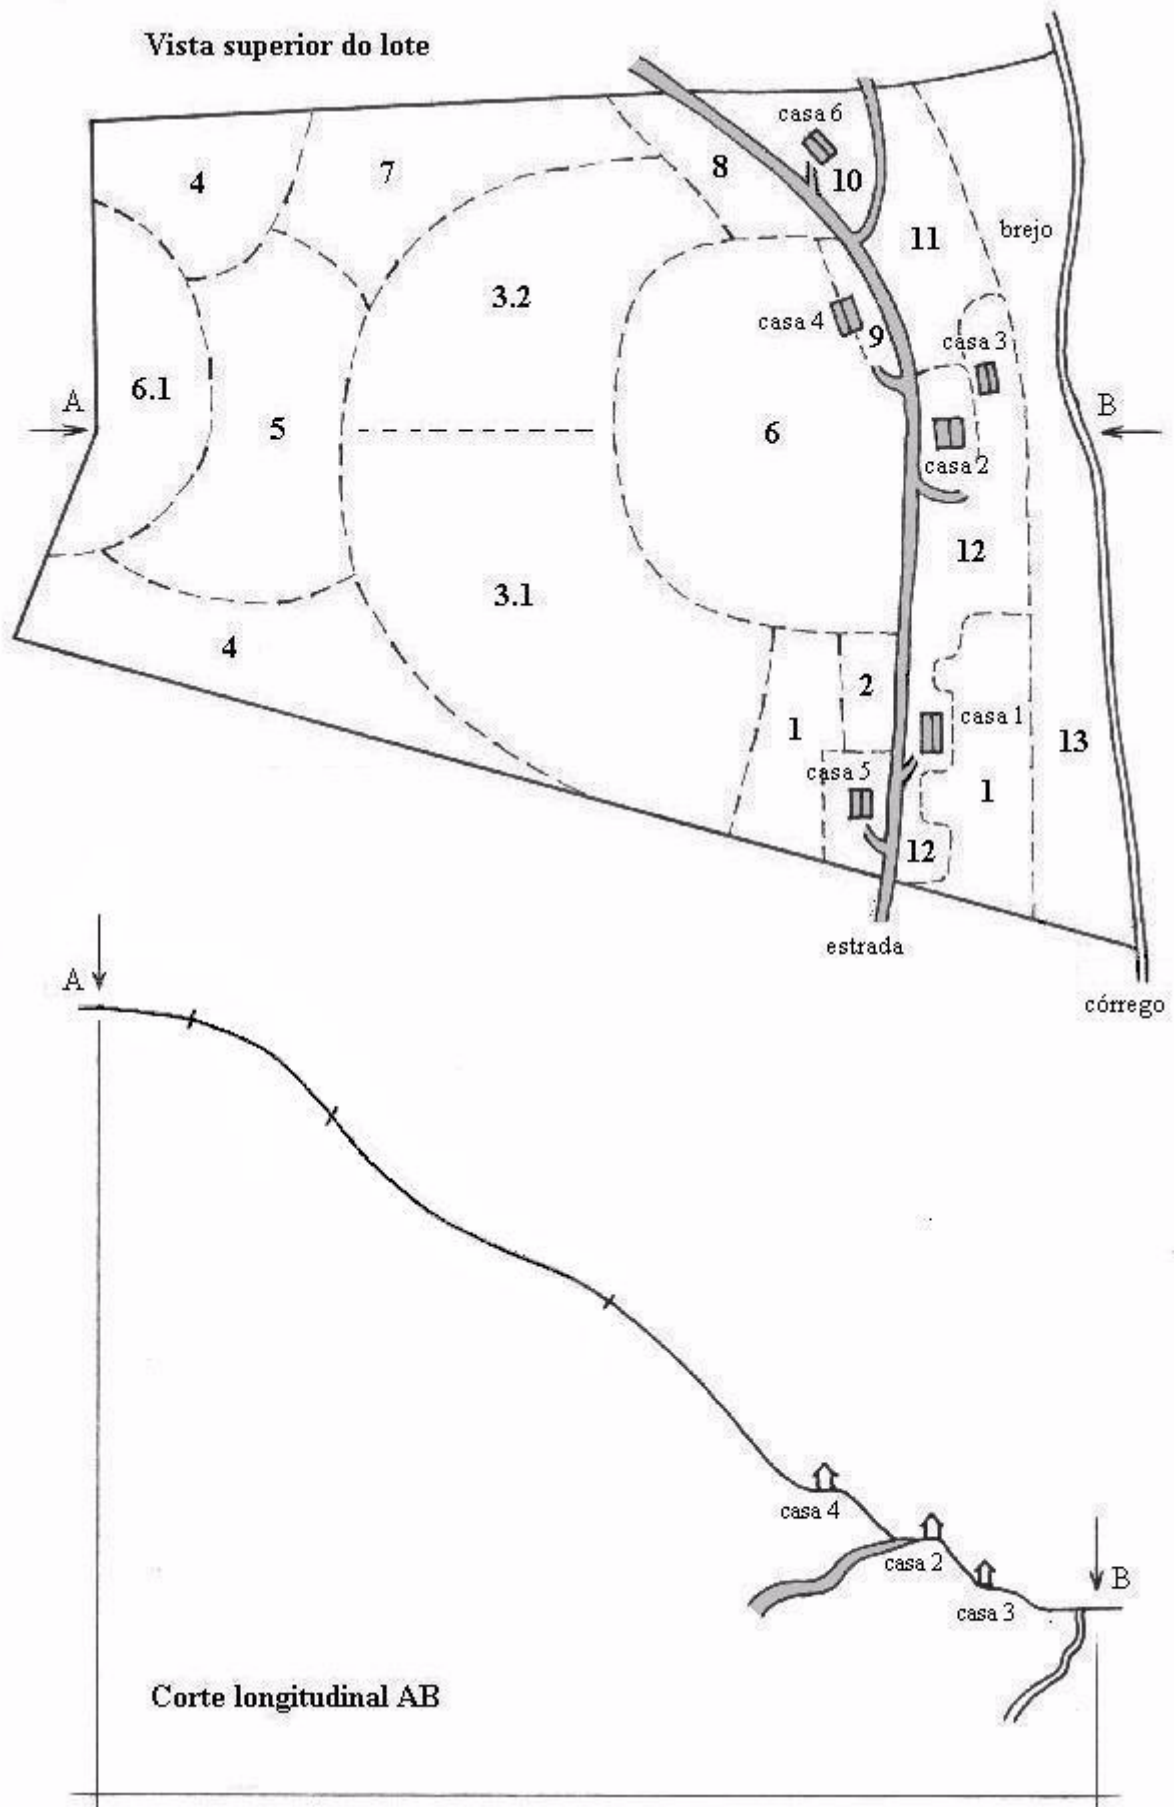 Vista superior do lote
casa 6
4
7
8
10
11
brejo
3.2
casa 4
9
casa 3
6.1
A
5
6
B
casa 2
12
3.1
4
2
1
casa 1
13
casa 5
1
12
estrada
córrego
A
casa 4
casa 2
B
casa 3
Corte longitudinal AB